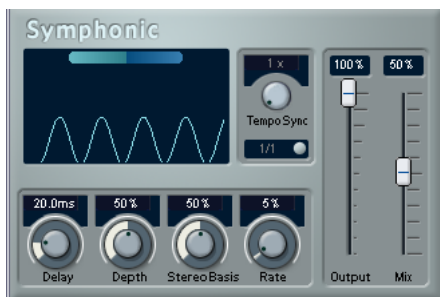 Symphonic
1 x
100 %
50 %
Tempo Sync
1/1
20.0ms
50 %
50 %
5 %
Delay
Depth
Stereo Basis
Rate
Output
Mix